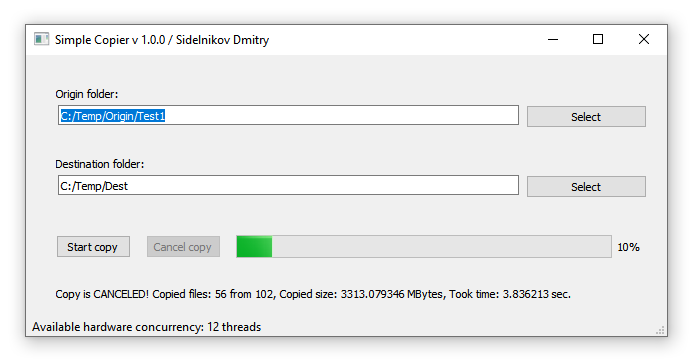 Simple Copier v 1.0.0 / Sidelnikov Dmitry
Origin folder:
C:/Temp/Origin/Test1
Select
Destination folder:
C:/Temp/Dest
Select
Start copy
Cancel copy
10%
Copy is CANCELED! Copied files: 56 from 102, Copied size: 3313.079346 MBytes, Took time: 3.836213 sec.
Available hardware concurrency: 12 threads